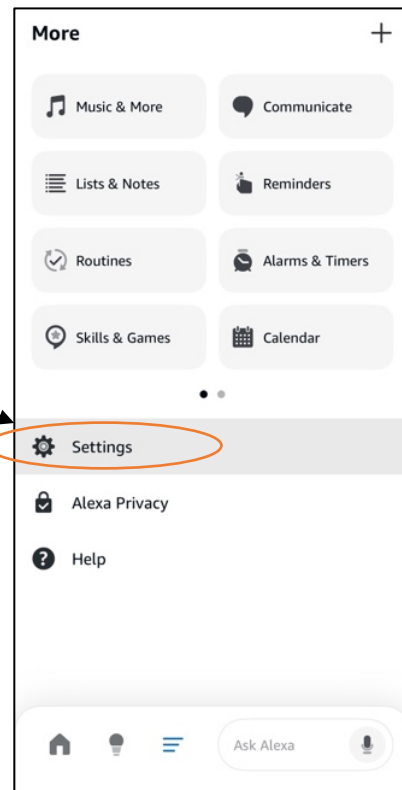 More
Music & More
Communicate
Lists & Notes
Reminders
Routines
Alarms & Timers
Skills & Games
Calendar
Settings
Alexa Privacy
Help
Ask Alexa